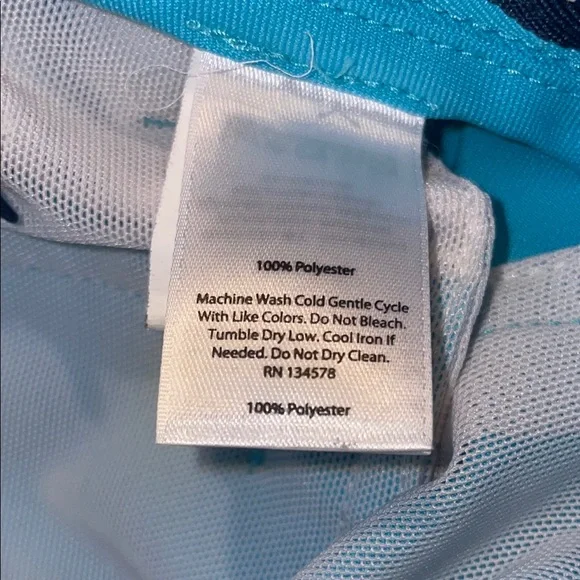 100% Polyester
Machine Wash Cold Gentle Cycle
With Like Colors. Do Not Bleach.
Tumble Dry Low. Cool Iron If
Needed. Do Not Dry Clean.
RN 134578
100% Polyester